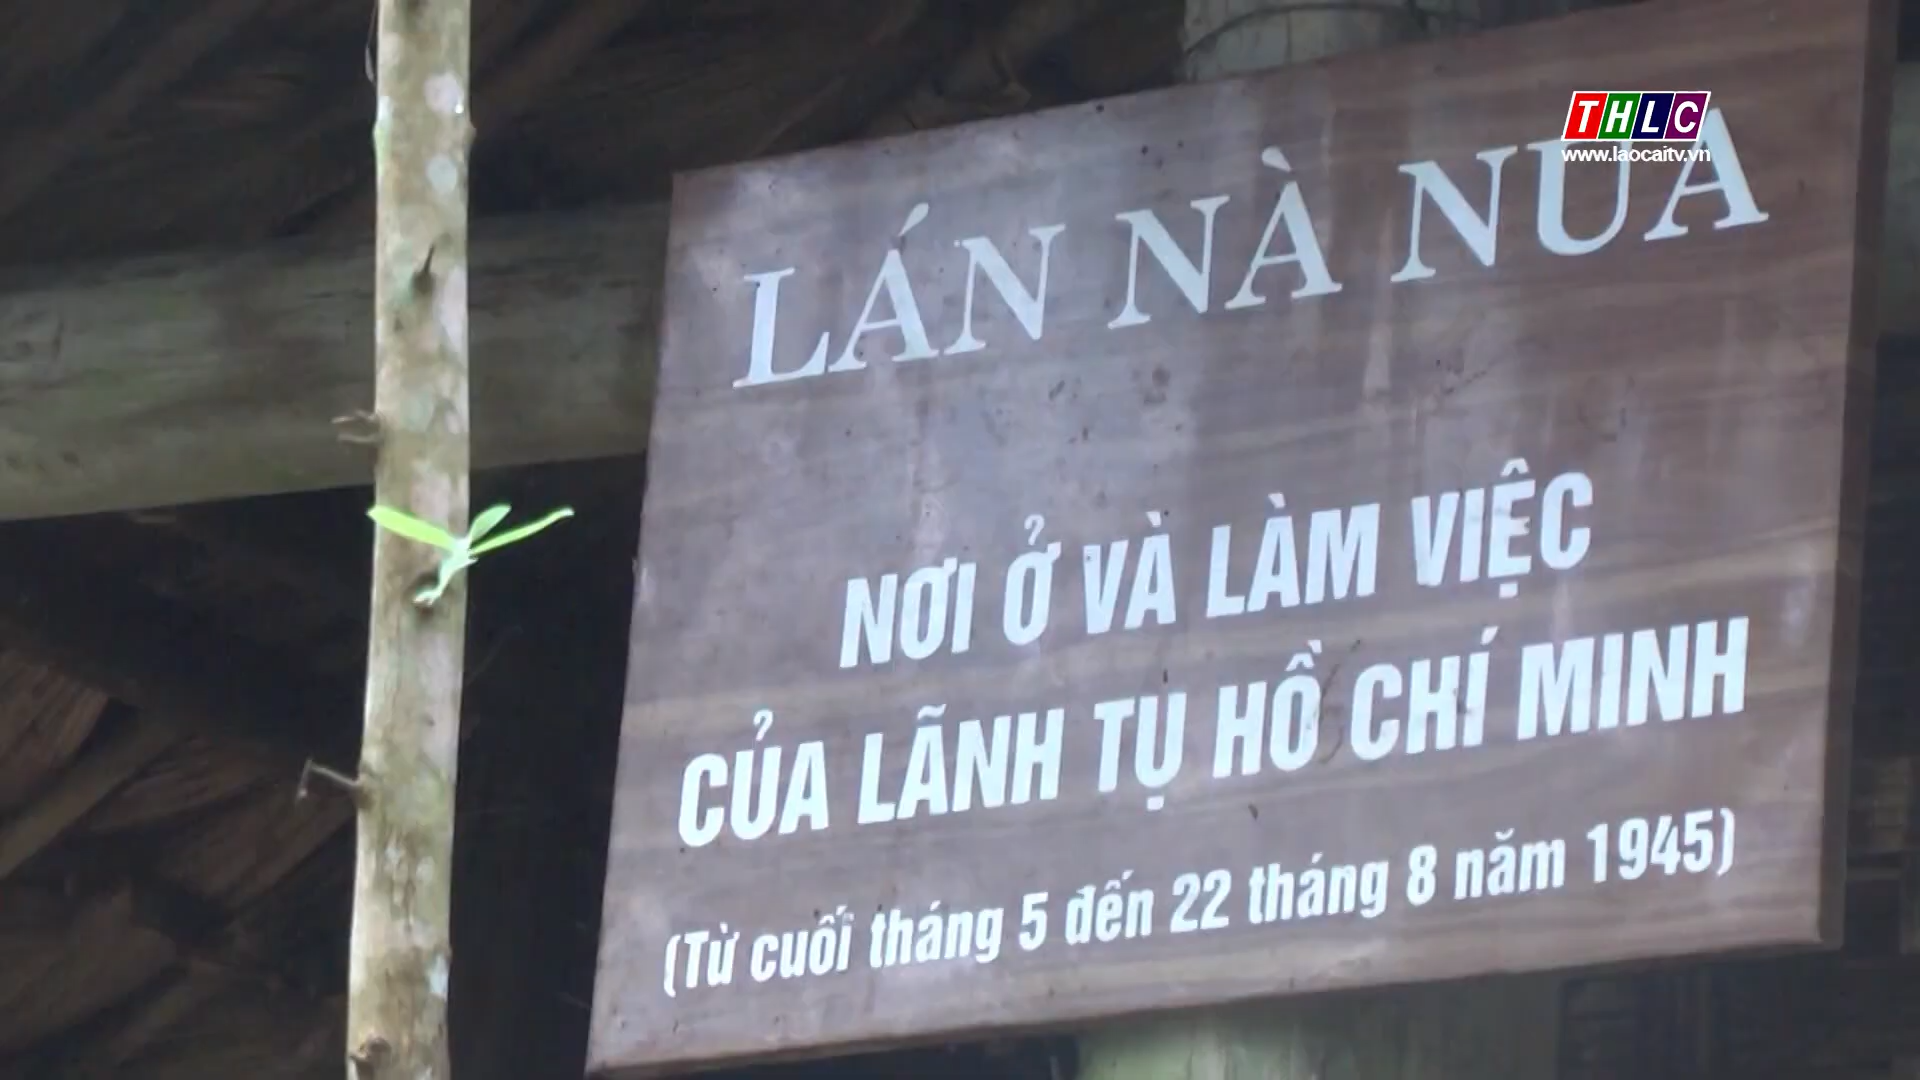 THLC
www.laocaitv.vn
LÁN NÀ NƯA
NƠI Ở VÀ LÀM VIỆC
CỦA LÃNH TỤ HỒ CHÍ MINH
(Từ cuối tháng 5 đến 22 tháng 8 năm 1945)